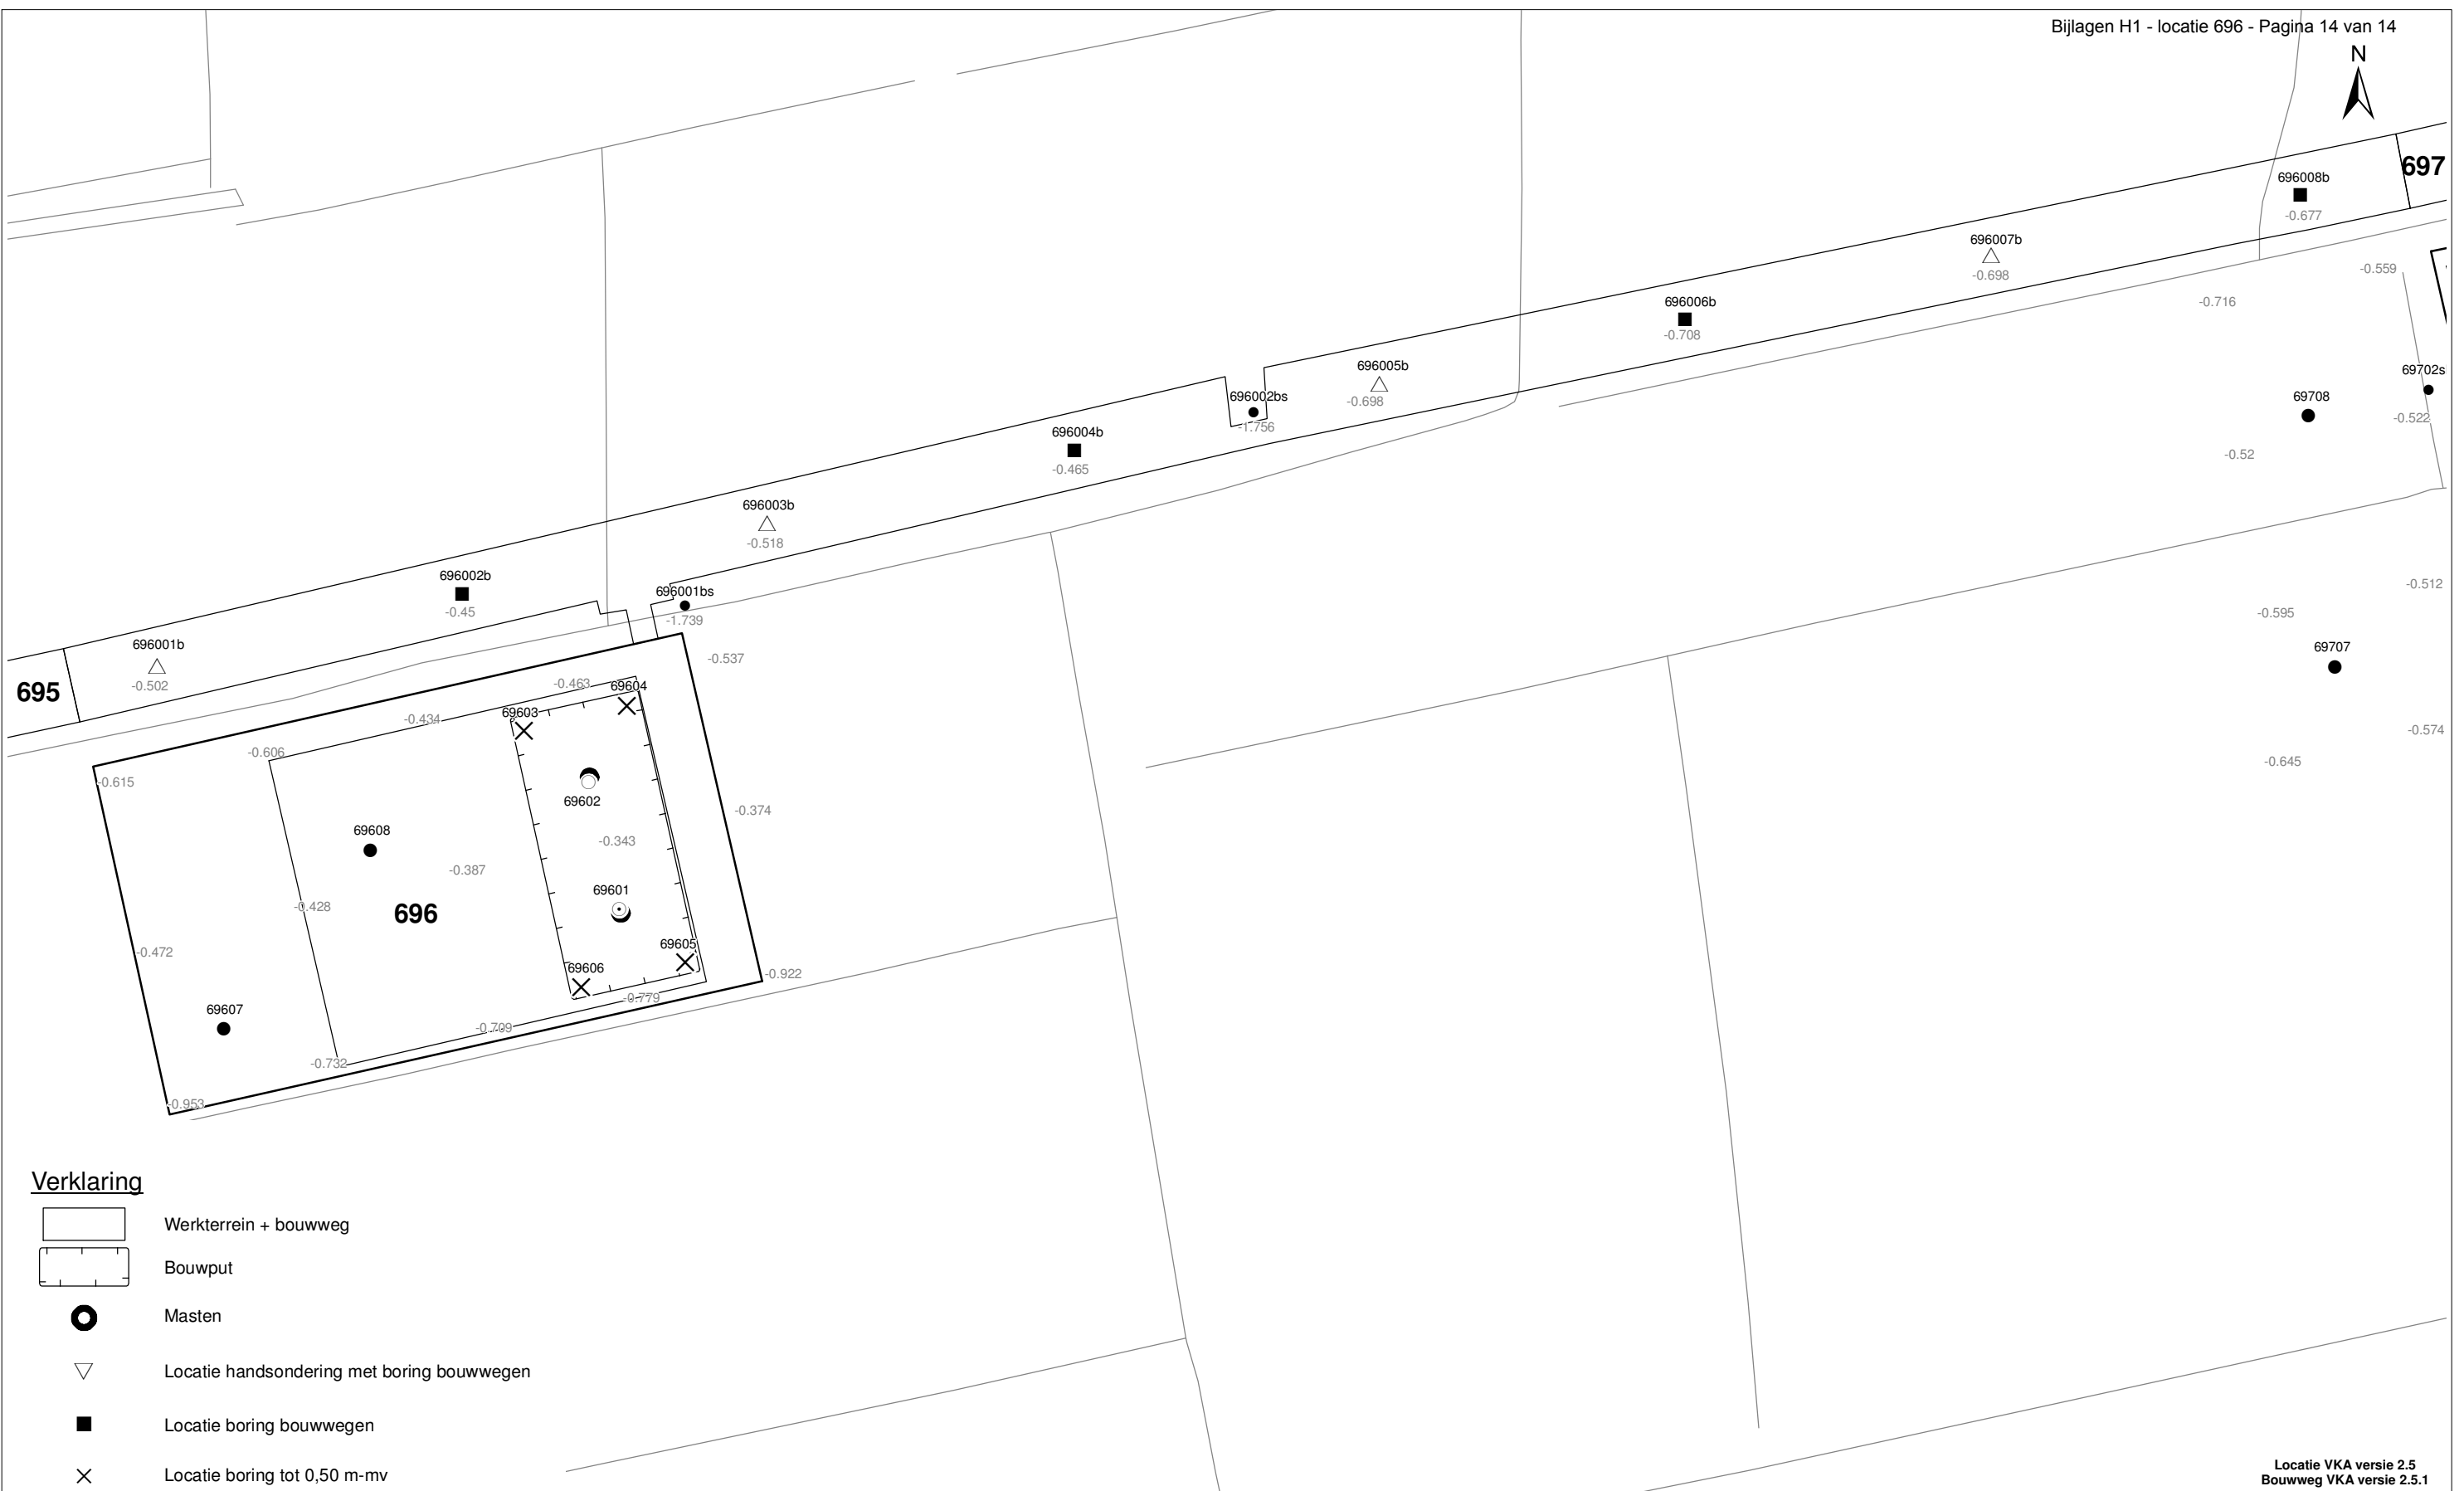 Bijlagen H1 - locatie 696 - Pagina 14 van 14
N
697
696008b
-0.677
696007b
-0.698
-0.559
-0.716
696006b
-0.708
696005b
-0.698
69702s
69708
-0.522
-0.52
696002bs
-1.756
696004b
-0.465
696003b
-0.518
696002b
-0.45
696001bs
-1.739
696001b
-0.502
695
-0.537
-0.512
-0.595
69707
-0.574
-0.645
-0.463
69604
69603
-0.434
-0.606
-0.615
69602
-0.374
69608
-0.343
-0.387
69601
-0.428
696
-0.472
69605
69606
-0.922
-0.779
69607
-0.709
-0.732
-0.953
Verklaring
Werkterrein + bouwweg
Bouwput
Masten
Locatie handsondering met boring bouwwegen
Locatie boring bouwwegen
Locatie boring tot 0,50 m-mv
Locatie VKA versie 2.5
Bouwweg VKA versie 2.5.1